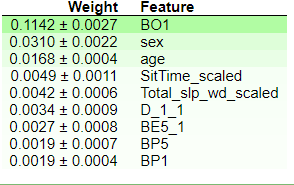 Weight Feature
0.1142 ± 0.0027 BO1
0.0310 ± 0.0022 sex
0.0168 ± 0.0004 age
0.0049 ± 0.0011 SitTime_scaled
0.0042 ± 0.0006 Total_slp_wd_scaled
0.0034 ± 0.0009 D_1_1
0.0027 ± 0.0008 BE5_1
0.0019 ± 0.0007 BP5
0.0019 ± 0.0004 BP1